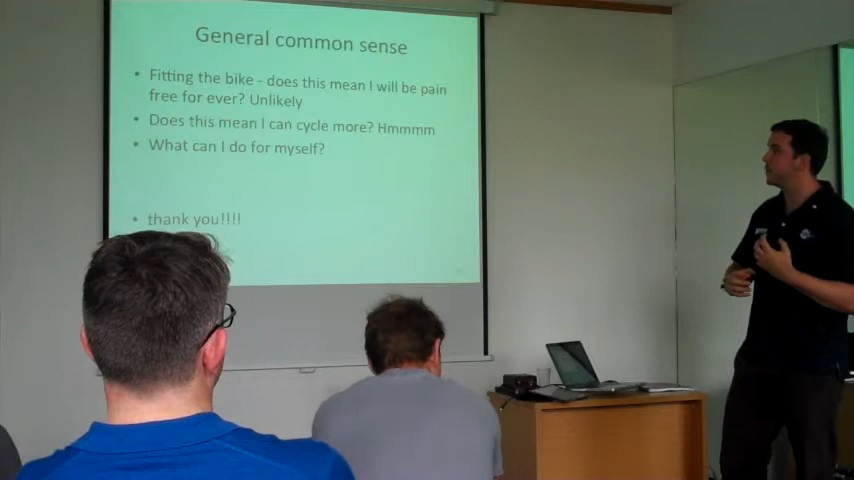 General common sense
• Fitting the bike - does this mean I will be pain
free for ever? Unlikely
• Does this mean I can cycle more? Hmmmm
• What can I do for myself?
• thank you!!!!